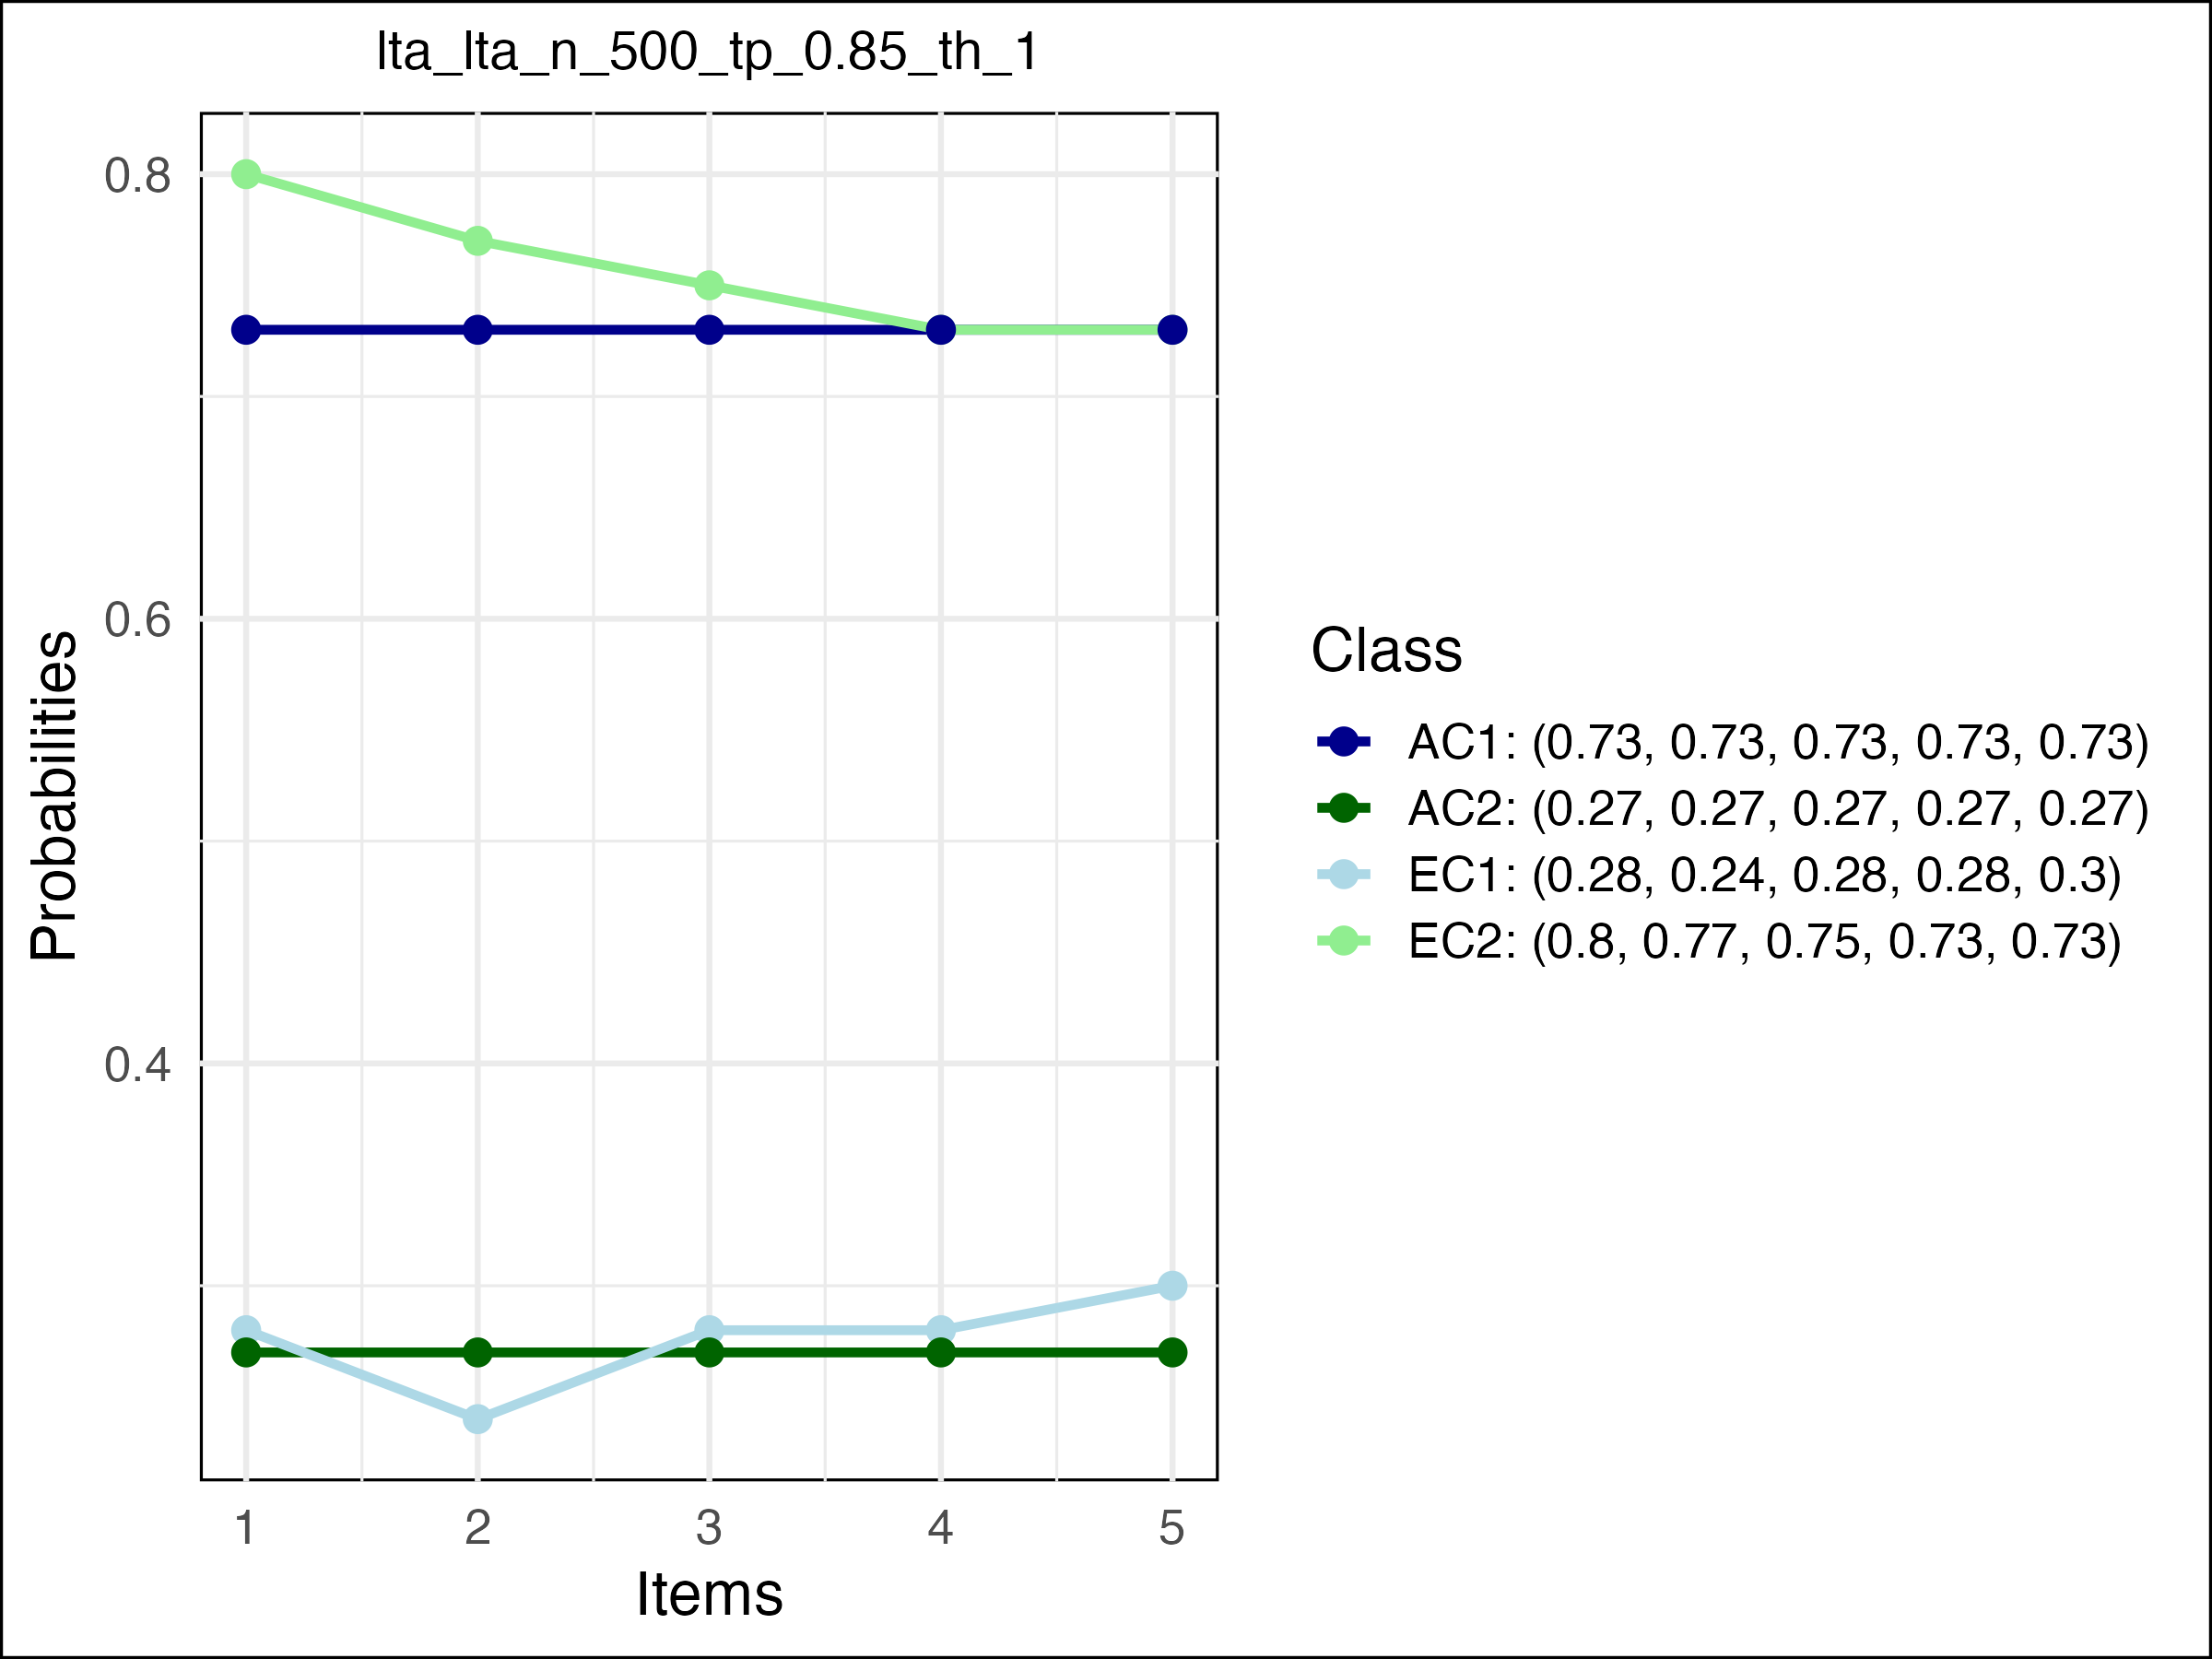 lta_lta_n_500_tp_0.85_th_1
0.8
0.6
0.4
Probabilities
1 2 3 4 5
Items
Class
AC1: (0.73, 0.73, 0.73, 0.73, 0.73)
AC2: (0.27, 0.27, 0.27, 0.27, 0.27)
EC1: (0.28, 0.24, 0.28, 0.28, 0.3)
EC2: (0.8, 0.77, 0.75, 0.73, 0.73)